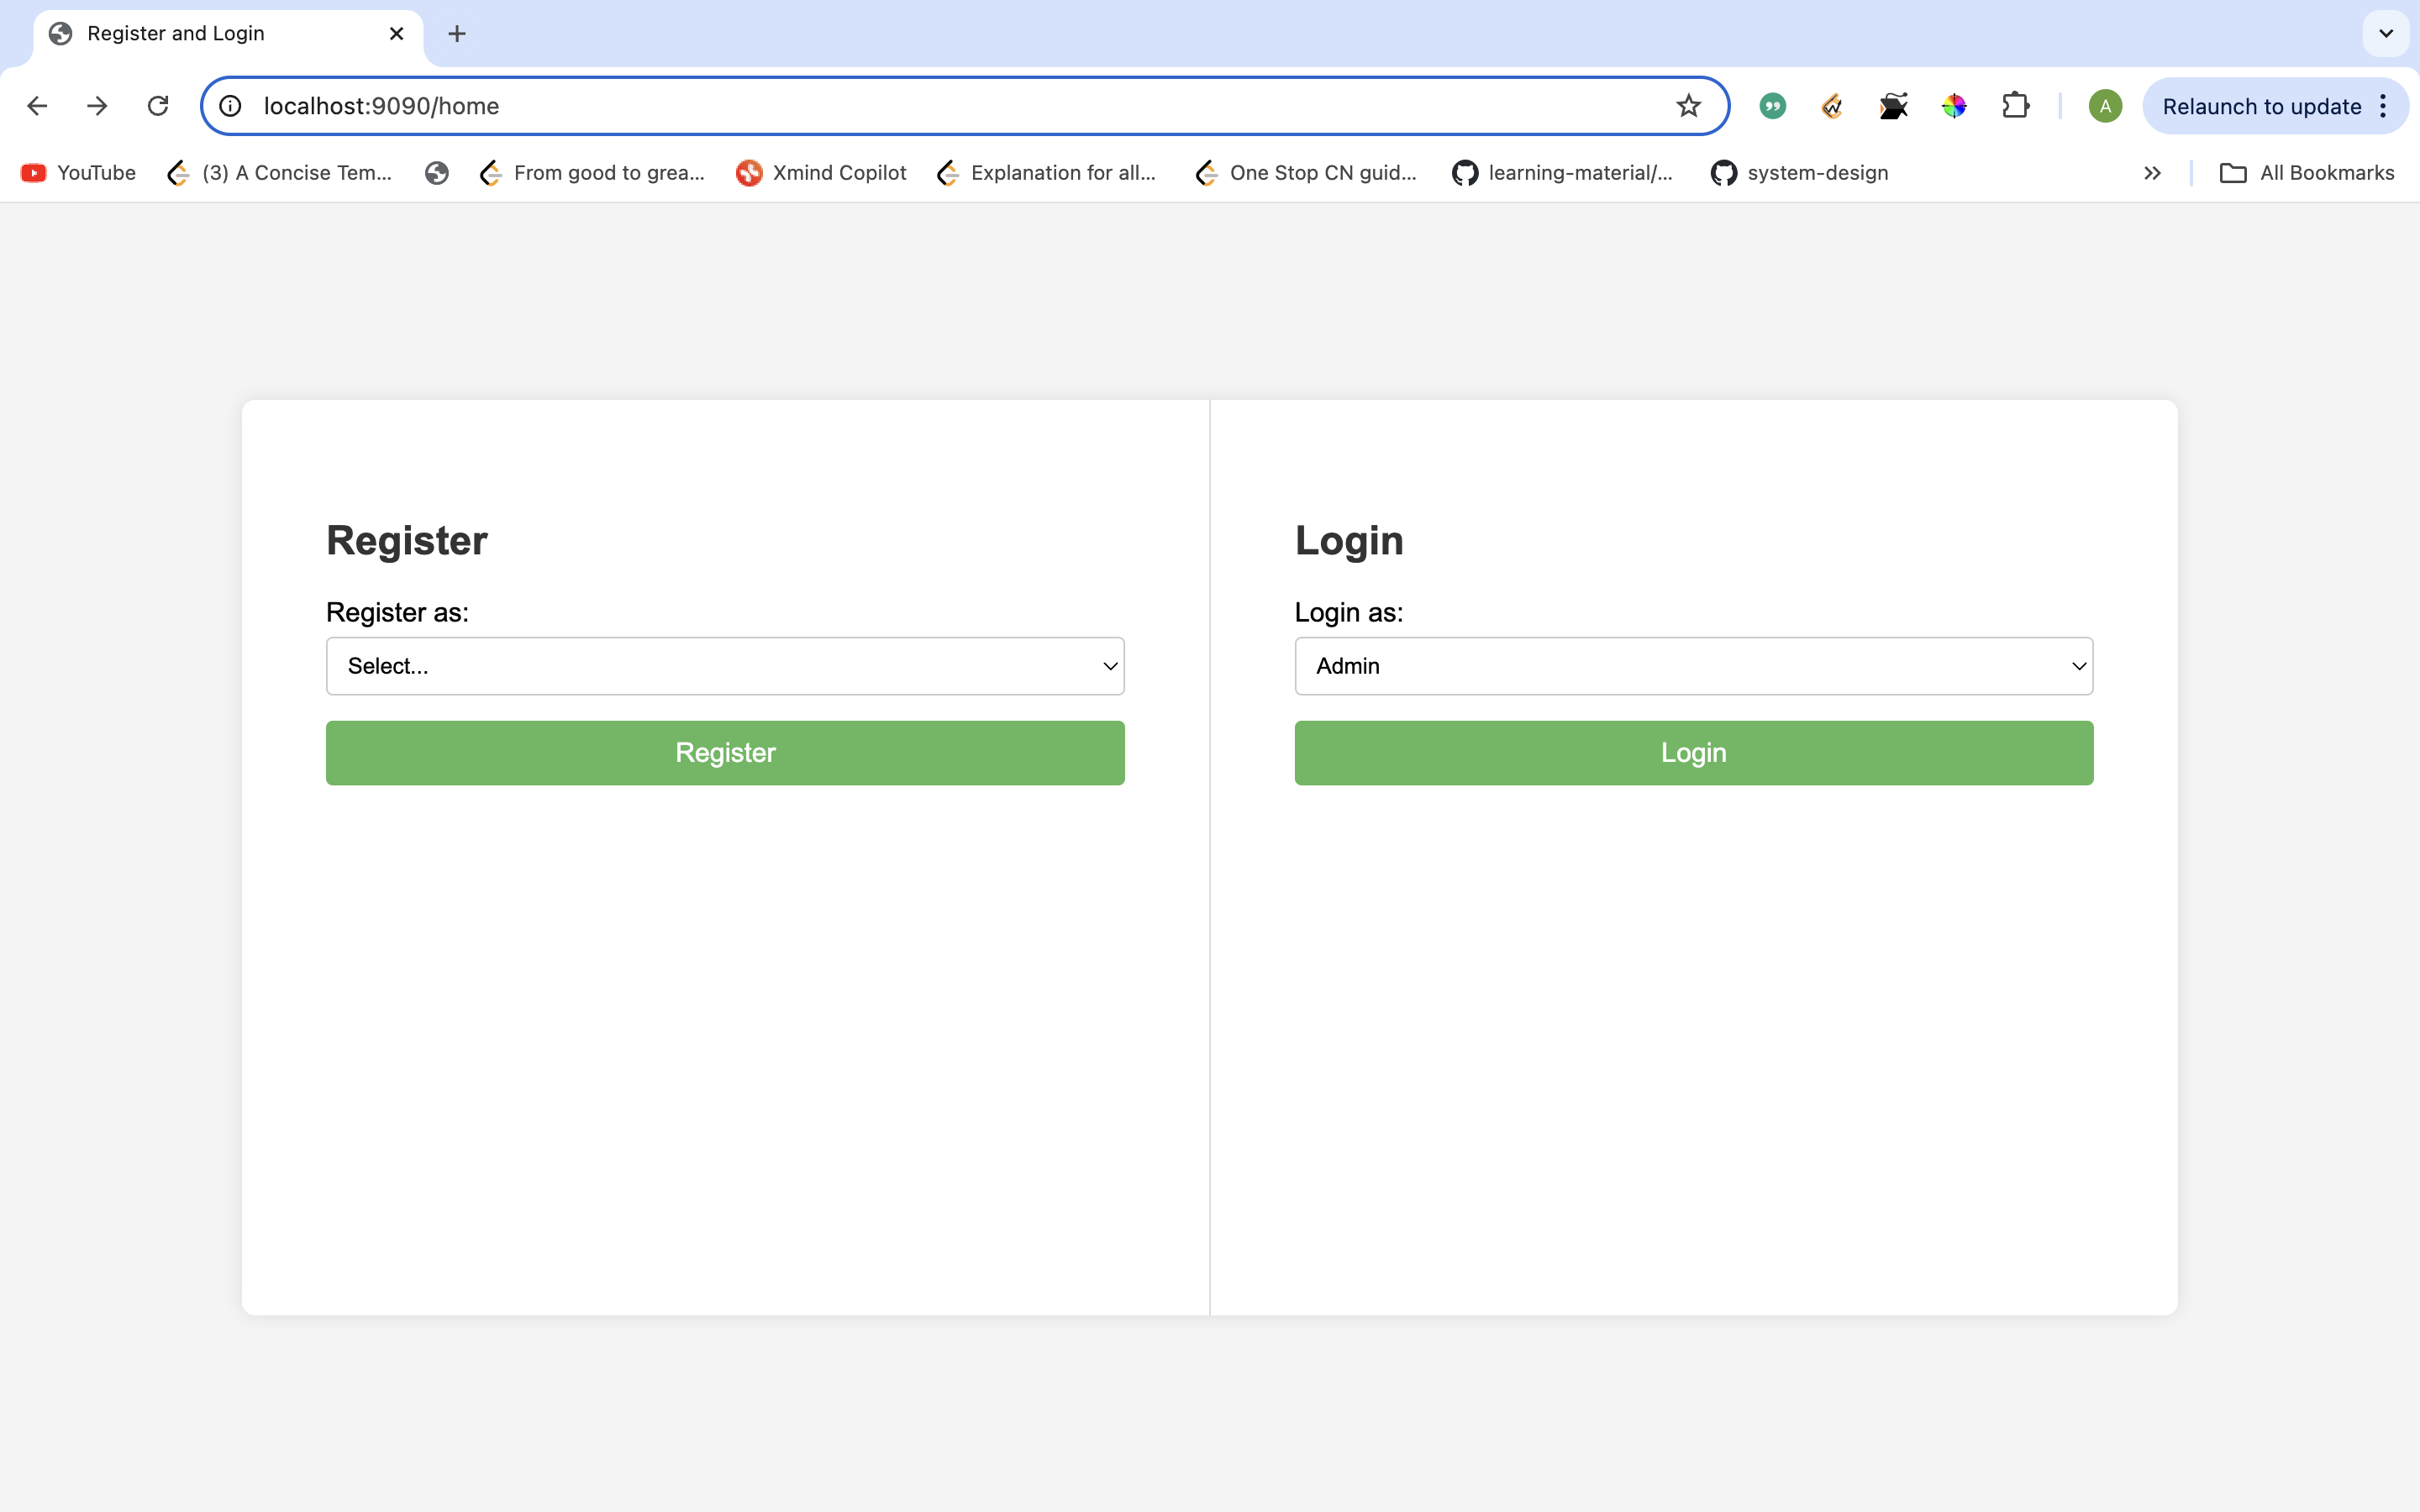 Register and Login
localhost:9090/home
A
Relaunch to update
YouTube
(3) A Concise Tem...
From good to grea...
Xmind Copilot
Explanation for all...
One Stop CN guid...
learning-material/...
system-design
All Bookmarks
Register
Register as:
Select...
Register
Login
Login as:
Admin
Login